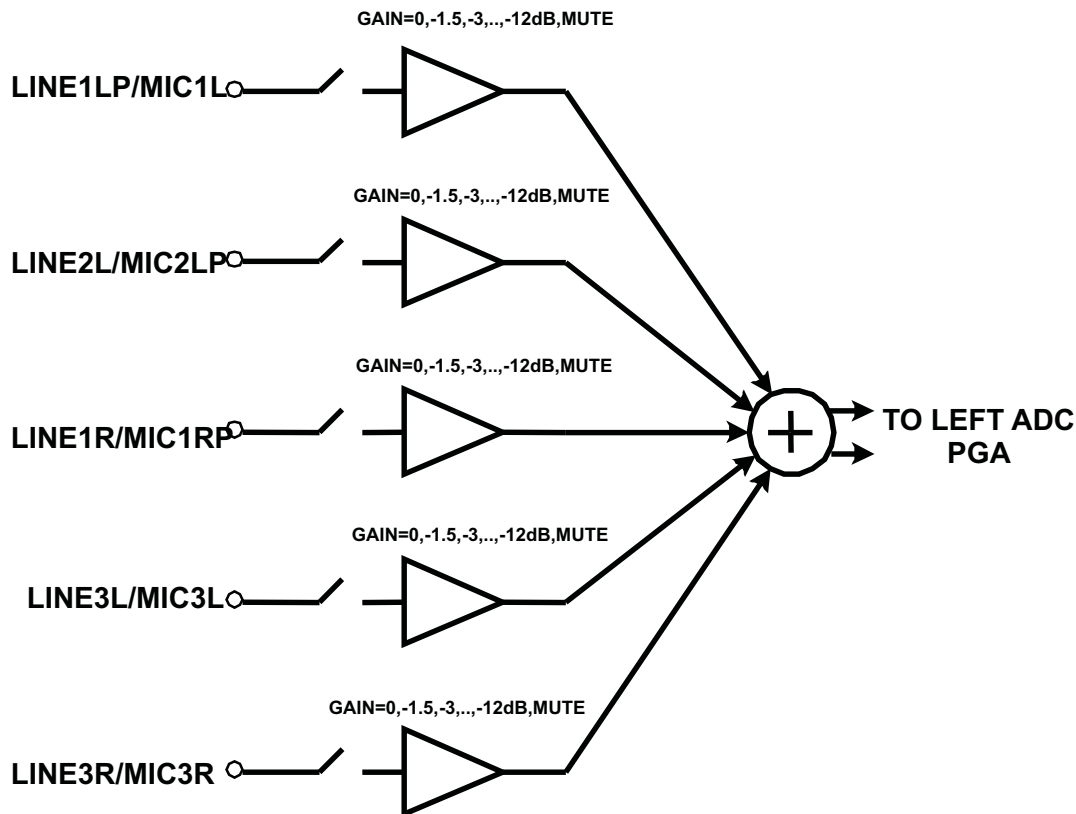 GAIN=0,-1.5,-3,..,-12dB,MUTE
LINE1LP/MIC1L
GAIN=0,-1.5,-3,..,-12dB,MUTE
LINE2L/MIC2LP
GAIN=0,-1.5,-3,..,-12dB,MUTE
LINE1R/MIC1RP
TO LEFT ADC
PGA
GAIN=0,-1.5,-3,..,-12dB,MUTE
LINE3L/MIC3L
GAIN=0,-1.5,-3,..,-12dB,MUTE
LINE3R/MIC3R